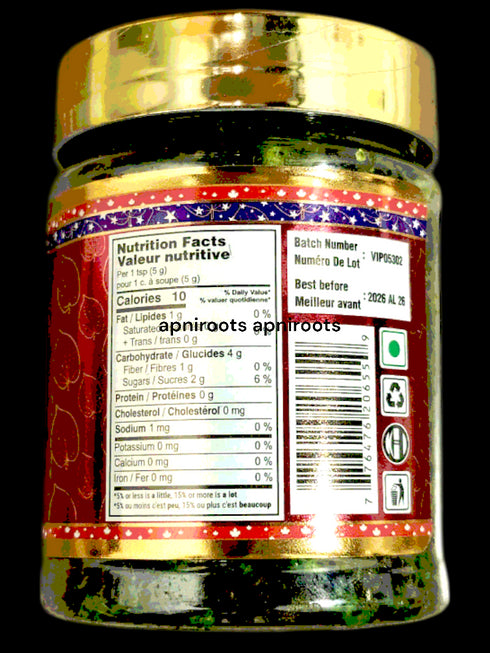 Nutrition Facts
Valeur nutritive
Per 1 tsp (5 g)
pour 1 c. à soupe (5 g)
Calories 10
% Daily Value*
% valeur quotidienne*
Fat / Lipides 1 g 0 %
Saturated
+ Trans / trans 0 g
Carbohydrate / Glucides 4 g
Fiber / Fibres 1 g 0 %
Sugars / Sucres 2 g 6 %
Protein / Protéines 0 g
Cholesterol / Cholestérol 0 mg
Sodium 1 mg 0 %
Potassium 0 mg 0 %
Calcium 0 mg 0 %
Iron / Fer 0 mg 0 %
*5% or less is a little, 15% or more is a lot
*5% ou moins c'est peu, 15% ou plus c'est beaucoup
apniroots apniroots
Batch Number
Numéro De Lot : VIP05302
Best before
Meilleur avant : 2026 AL 26
7 76476 20655 9